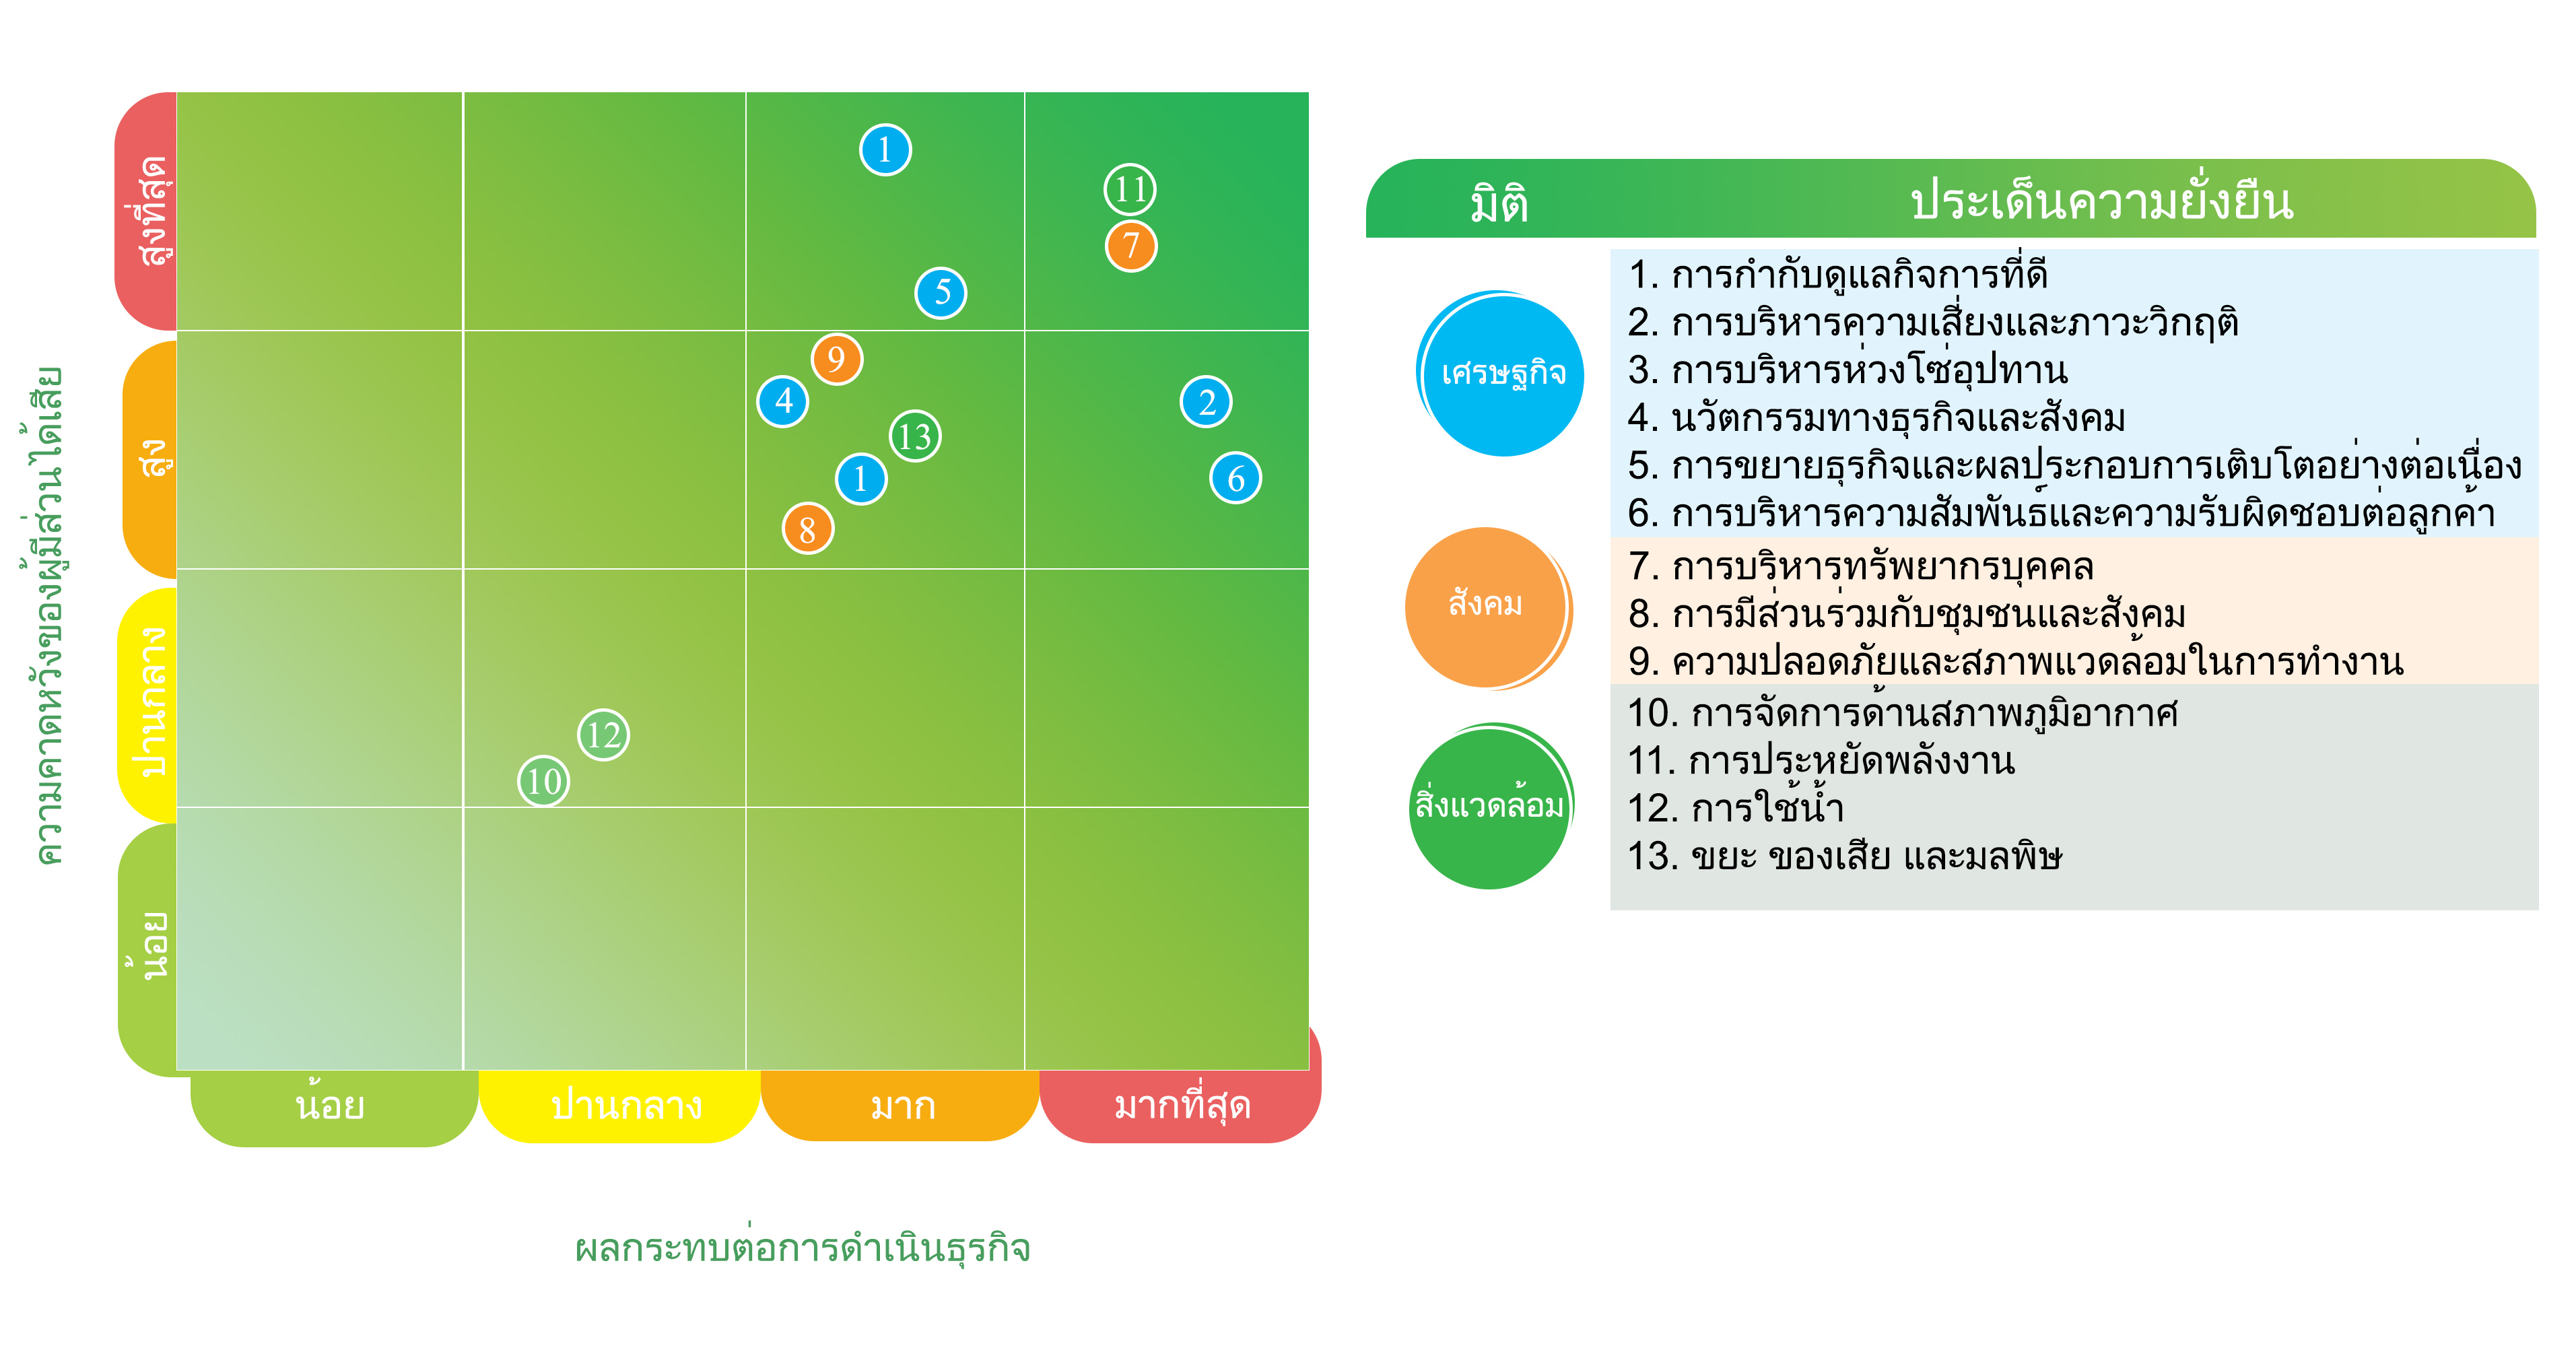 ความคาดหวังของผู้มีส่วนได้เสีย
สูงที่สุด
สูง
ปานกลาง
น้อย
1
11
7
5
9
4
2
13
1
6
8
12
10
น้อย
ปานกลาง
มาก
มากที่สุด
ผลกระทบต่อการดำเนินธุรกิจ
มิติ
ประเด็นความยั่งยืน
เศรษฐกิจ
1. การกำกับดูแลกิจการที่ดี
2. การบริหารความเสี่ยงและภาวะวิกฤติ
3. การบริหารห่วงโซ่อุปทาน
4. นวัตกรรมทางธุรกิจและสังคม
5. การขยายธุรกิจและผลประกอบการเติบโตอย่างต่อเนื่อง
6. การบริหารความสัมพันธ์และความรับผิดชอบต่อลูกค้า
สังคม
7. การบริหารทรัพยากรบุคคล
8. การมีส่วนร่วมกับชุมชนและสังคม
9. ความปลอดภัยและสภาพแวดล้อมในการทำงาน
สิ่งแวดล้อม
10. การจัดการด้านสภาพภูมิอากาศ
11. การประหยัดพลังงาน
12. การใช้น้ำ
13. ขยะ ของเสีย และมลพิษ